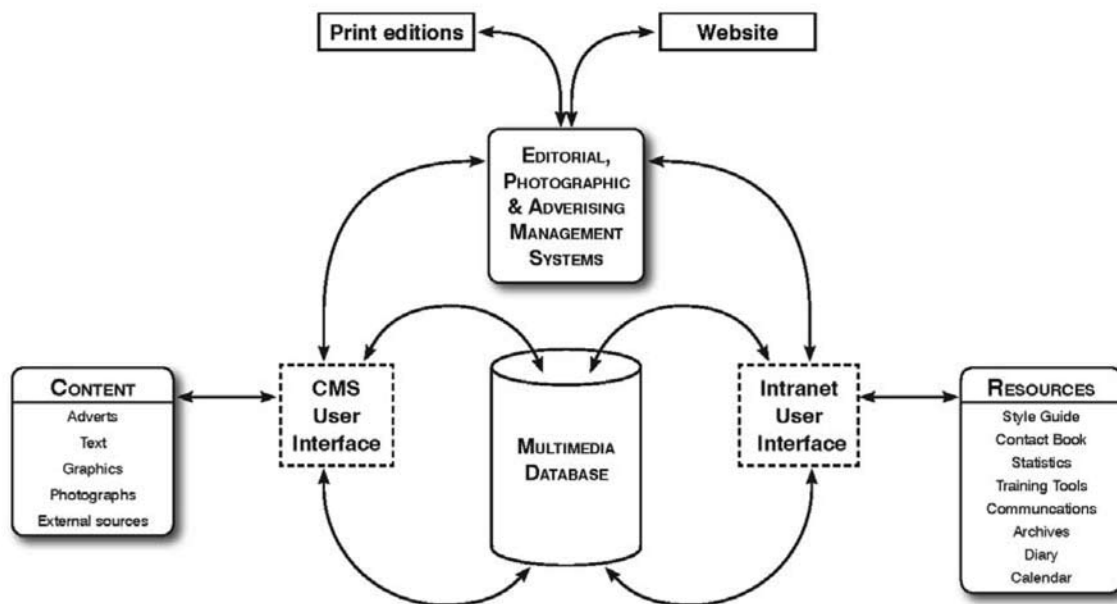 Print editions
Website
EDITORIAL,
PHOTOGRAPHIC
& ADVERISING
MANAGEMENT
SYSTEMS
CONTENT
Adverts
Text
Graphics
Photographs
External sources
CMS
User
Interface
MULTIMEDIA
DATABASE
Intranet
User
Interface
RESOURCES
Style Guide
Contact Book
Statistics
Training Tools
Communcations
Archives
Diary
Calendar